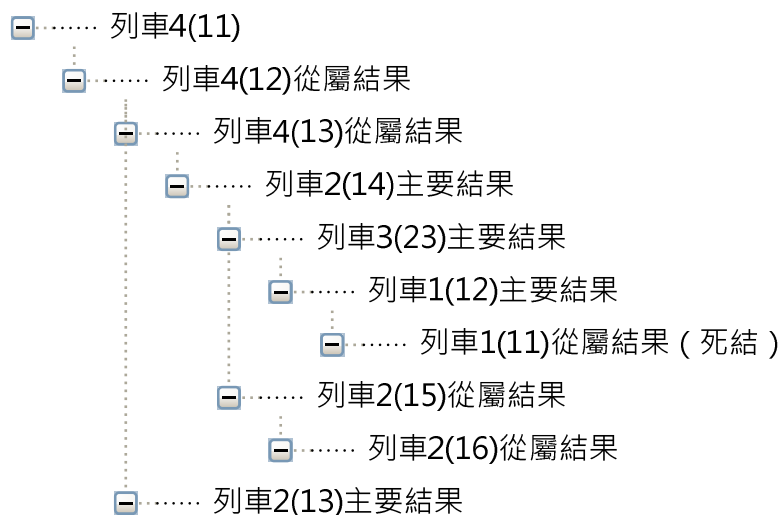 列車4(11)
列車4(12)從屬結果
列車4(13)從屬結果
列車2(14)主要結果
列車3(23)主要結果
列車1(12)主要結果
列車1(11)從屬結果（死結）
列車2(15)從屬結果
列車2(16)從屬結果
列車2(13)主要結果